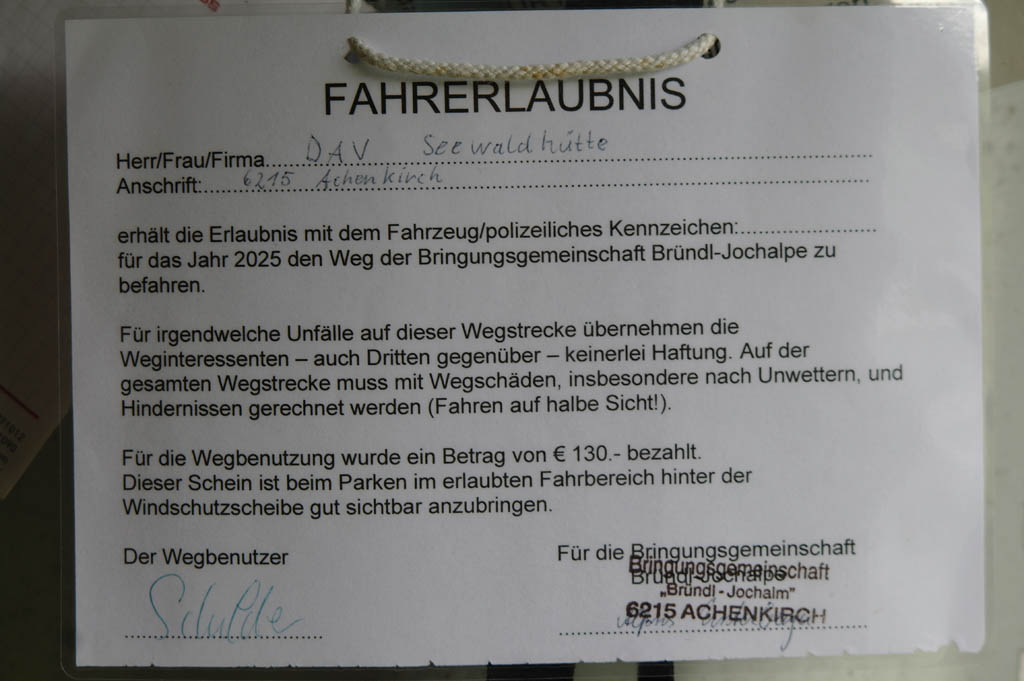 FAHRERLAUBNIS
Herr/Frau/Firma DAV Seewaldhütte
Anschrift: 6215 Achenkirch
erhält die Erlaubnis mit dem Fahrzeug/polizeiliches Kennzeichen:
für das Jahr 2025 den Weg der Bringungsgemeinschaft Bründl-Jochalpe zu
befahren.
Für irgendwelche Unfälle auf dieser Wegstrecke übernehmen die
Weginteressenten – auch Dritten gegenüber – keinerlei Haftung. Auf der
gesamten Wegstrecke muss mit Wegschäden, insbesondere nach Unwettern, und
Hindernissen gerechnet werden (Fahren auf halbe Sicht!).
Für die Wegbenutzung wurde ein Betrag von € 130.- bezahlt.
Dieser Schein ist beim Parken im erlaubten Fahrbereich hinter der
Windschutzscheibe gut sichtbar anzubringen.
Der Wegbenutzer
Für die Bringungsgemeinschaft
Bründl-Jochalpe
Bringungsgemeinschaft
„Bründl - Jochalm"
6215 ACHENKIRCH